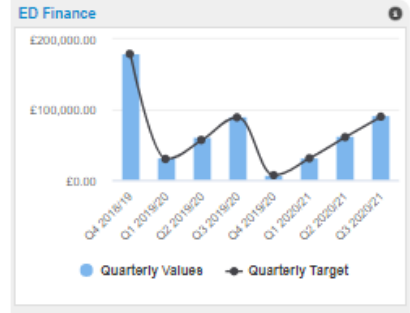 ED Finance
£200,000.00
£100,000.00
£0.00
Q4 2018/19
Q1 2019/20
Q2 2019/20
Q3 2019/20
Q4 2019/20
Q1 2020/21
Q2 2020/21
Q3 2020/21
Quarterly Values
Quarterly Target